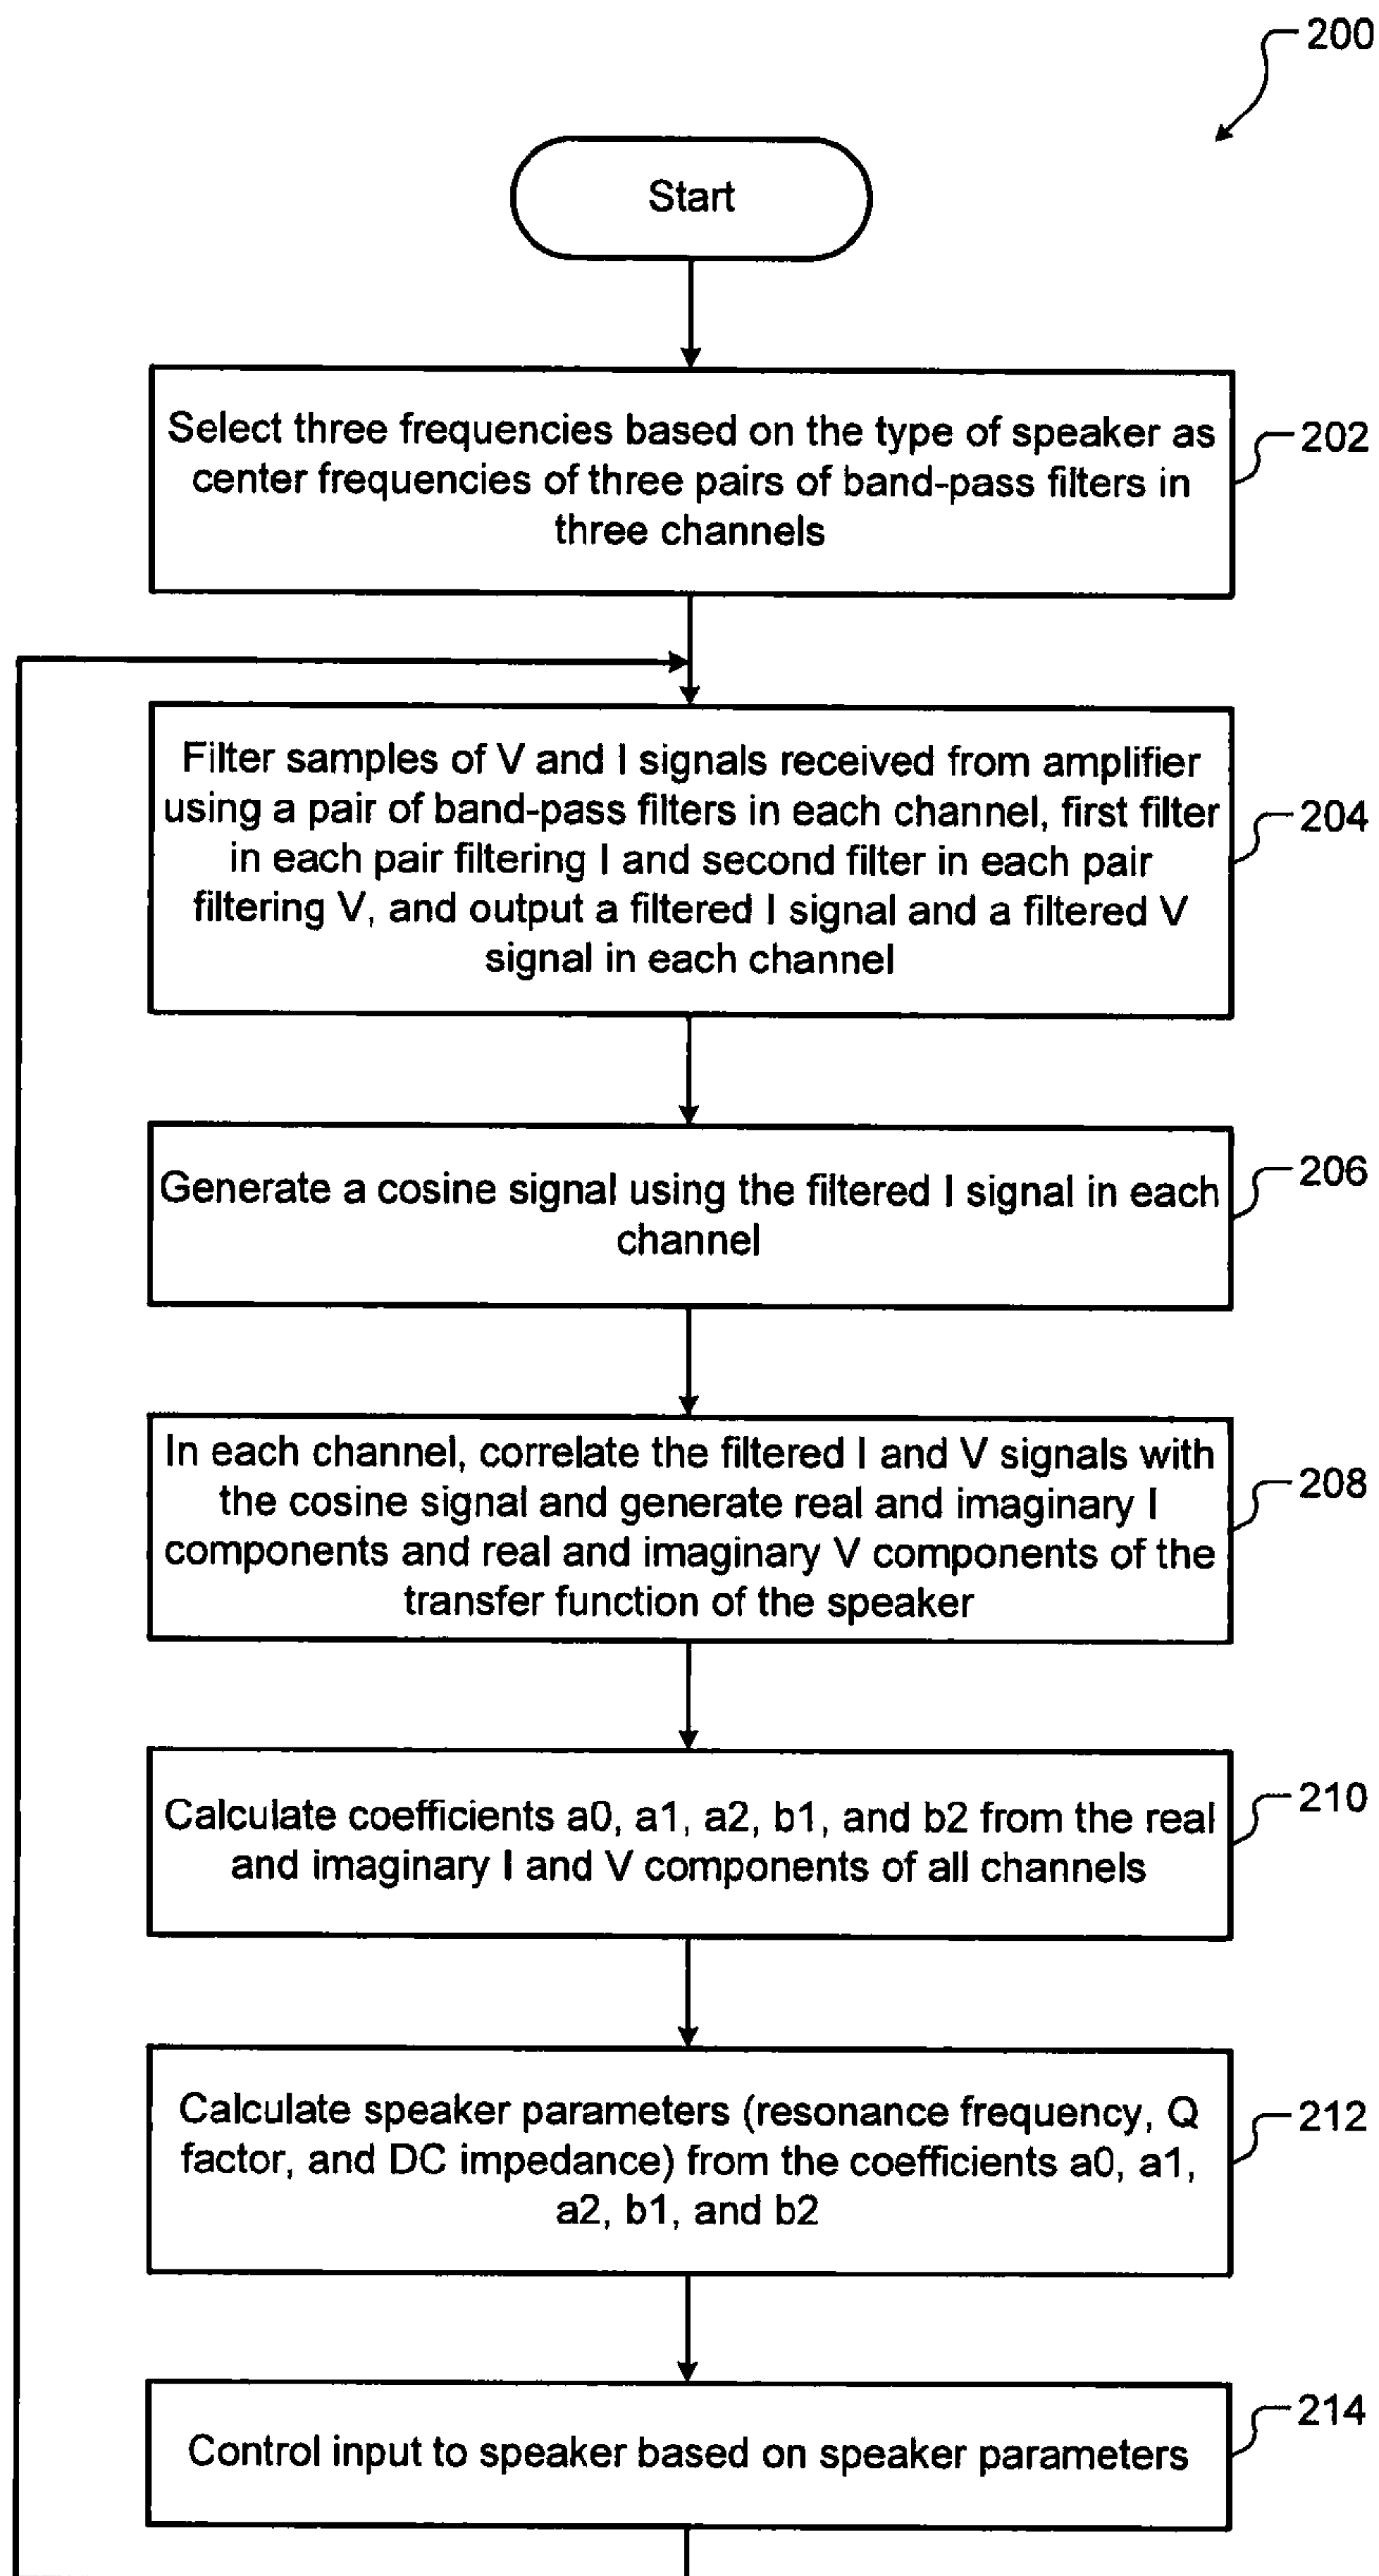 200
Start
Select three frequencies based on the type of speaker as
center frequencies of three pairs of band-pass filters in
three channels
202
Filter samples of V and I signals received from amplifier
using a pair of band-pass filters in each channel, first filter
in each pair filtering I and second filter in each pair
filtering V, and output a filtered I signal and a filtered V
signal in each channel
204
Generate a cosine signal using the filtered I signal in each
channel
206
In each channel, correlate the filtered I and V signals with
the cosine signal and generate real and imaginary I
components and real and imaginary V components of the
transfer function of the speaker
208
Calculate coefficients a0, a1, a2, b1, and b2 from the real
and imaginary I and V components of all channels
210
Calculate speaker parameters (resonance frequency, Q
factor, and DC impedance) from the coefficients a0, a1,
a2, b1, and b2
212
Control input to speaker based on speaker parameters
214